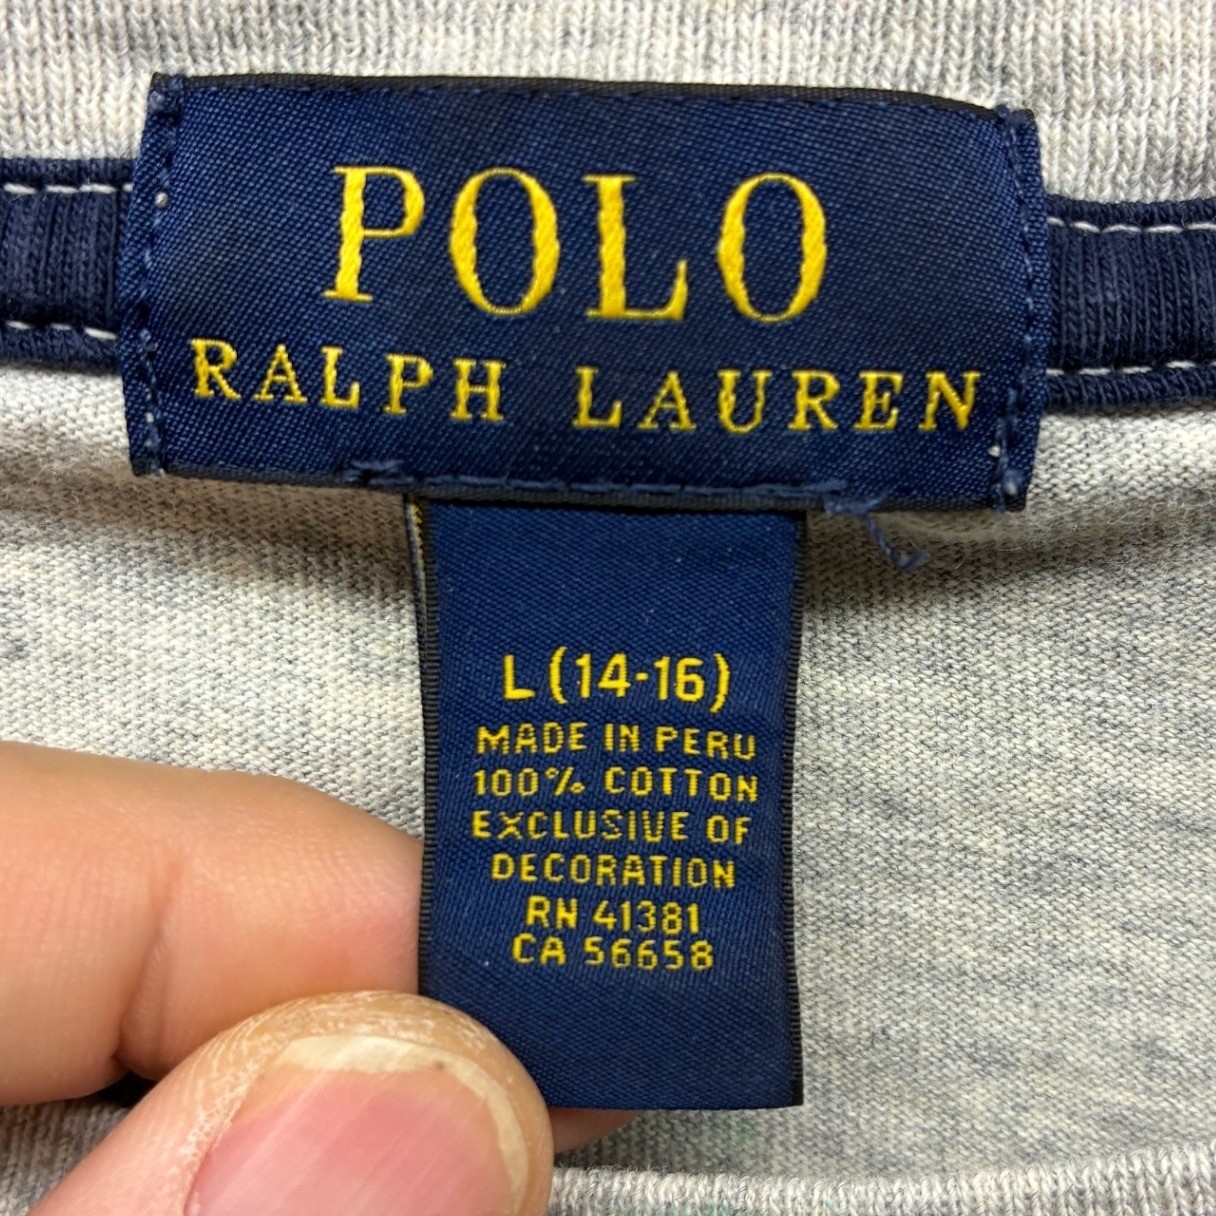 POLO
RALPH LAUREN
L (14-16)
MADE IN PERU
100% COTTON
EXCLUSIVE OF
DECORATION
RN 41381
CA 56658